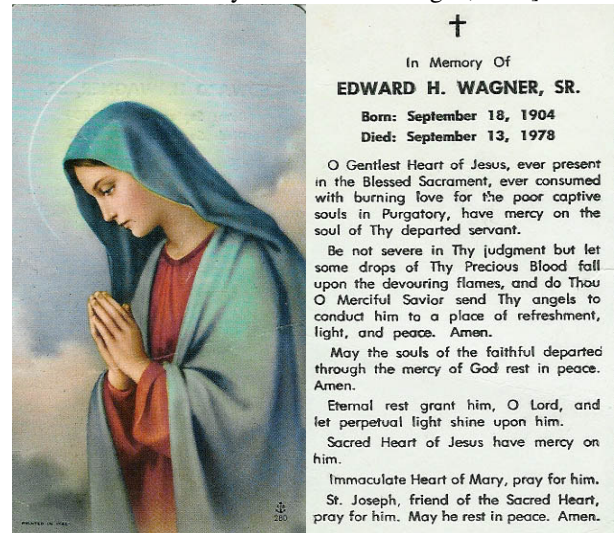 In Memory Of
EDWARD H. WAGNER, SR.
Born: September 18, 1904
Died: September 13, 1978
O Gentlest Heart of Jesus, ever present
in the Blessed Sacrament, ever consumed
with burning love for the poor captive
souls in Purgatory, have mercy on the
soul of Thy departed servant.
Be not severe in Thy judgment but let
some drops of Thy Precious Blood fall
upon the devouring flames, and do Thou
O Merciful Savior send Thy angels to
conduct him to a place of refreshment,
light, and peace. Amen.
May the souls of the faithful departed
through the mercy of God rest in peace.
Amen.
Eternal rest grant him, O Lord, and
let perpetual light shine upon him.
Sacred Heart of Jesus have mercy on
him.
Immaculate Heart of Mary, pray for him.
St. Joseph, friend of the Sacred Heart,
pray for him. May he rest in peace. Amen.
PRINTED IN
280